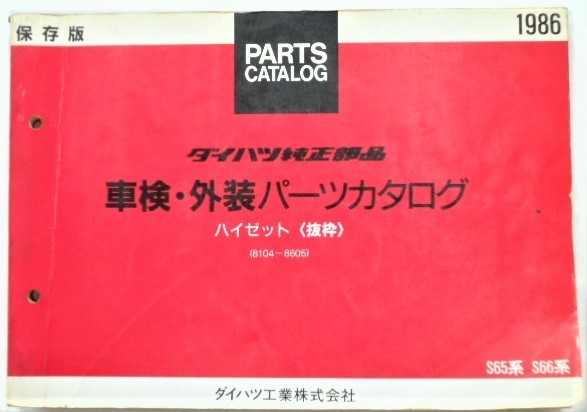 保存版
1986
PARTS
CATALOG
ダイハツ純正部品
車検・外装パーツカタログ
ハイゼット〈抜粋〉
(8104−8605)
S65系 S66系
ダイハツ工業株式会社